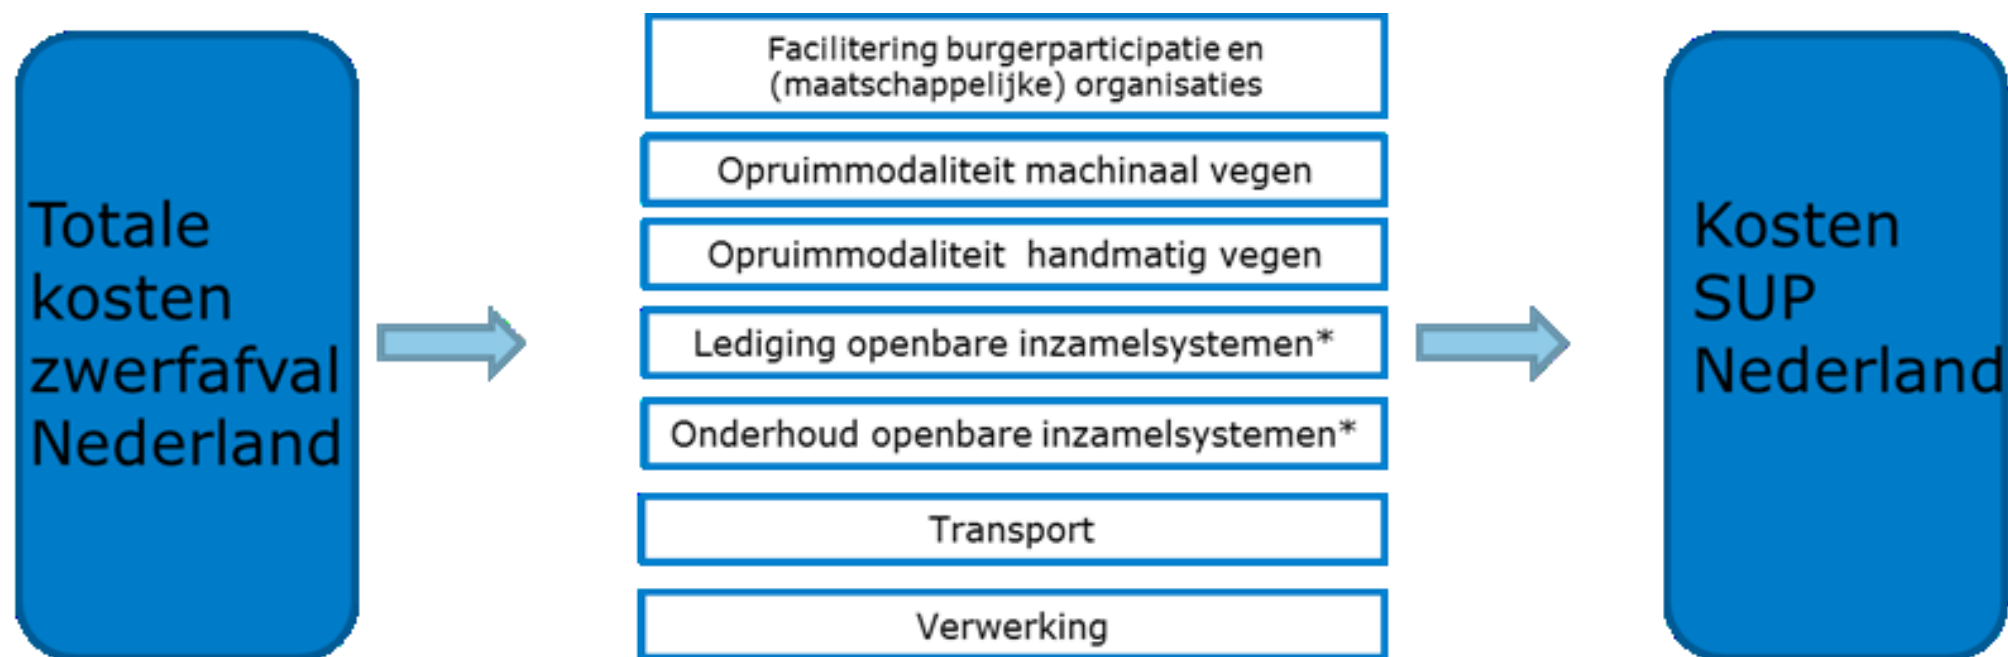 Totale
kosten
zwerfafval
Nederland
Facilitering burgerparticipatie en
(maatschappelijke) organisaties
Opruimmodaliteit machinaal vegen
Opruimmodaliteit handmatig vegen
Lediging openbare inzamelsystemen*
Onderhoud openbare inzamelsystemen*
Transport
Verwerking
Kosten
SUP
Nederland